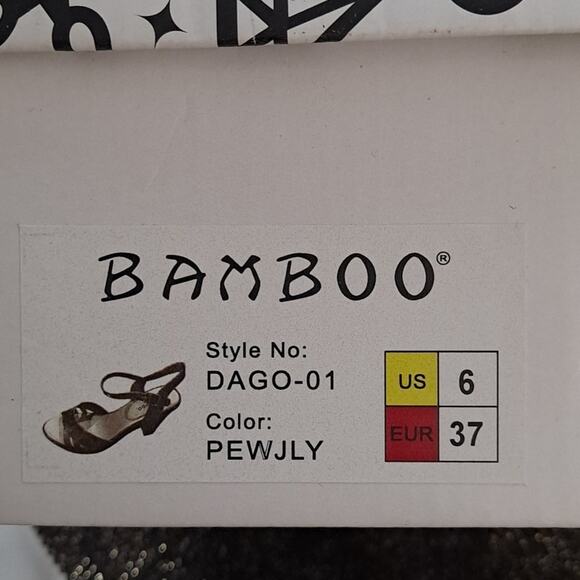 BAMBOO®
Style No:
DAGO-01
Color:
PEWJLY
US 6
EUR 37